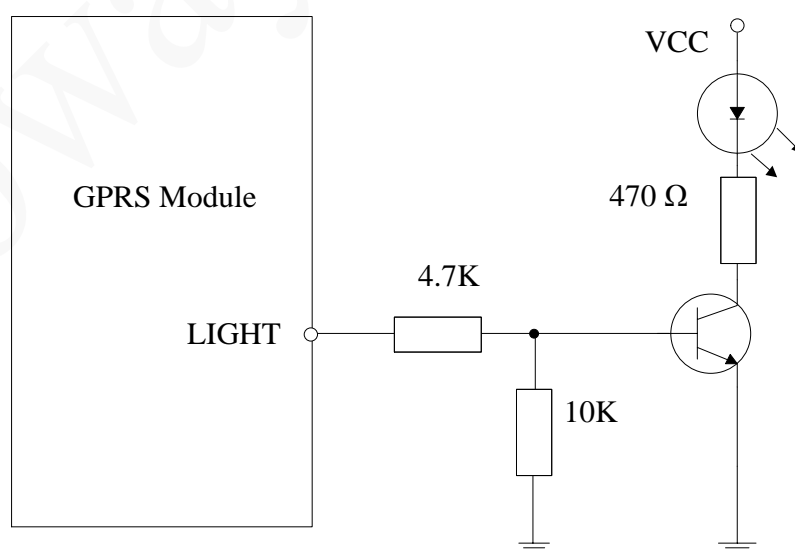 VCC
GPRS Module
470 Ω
4.7K
LIGHT
10K